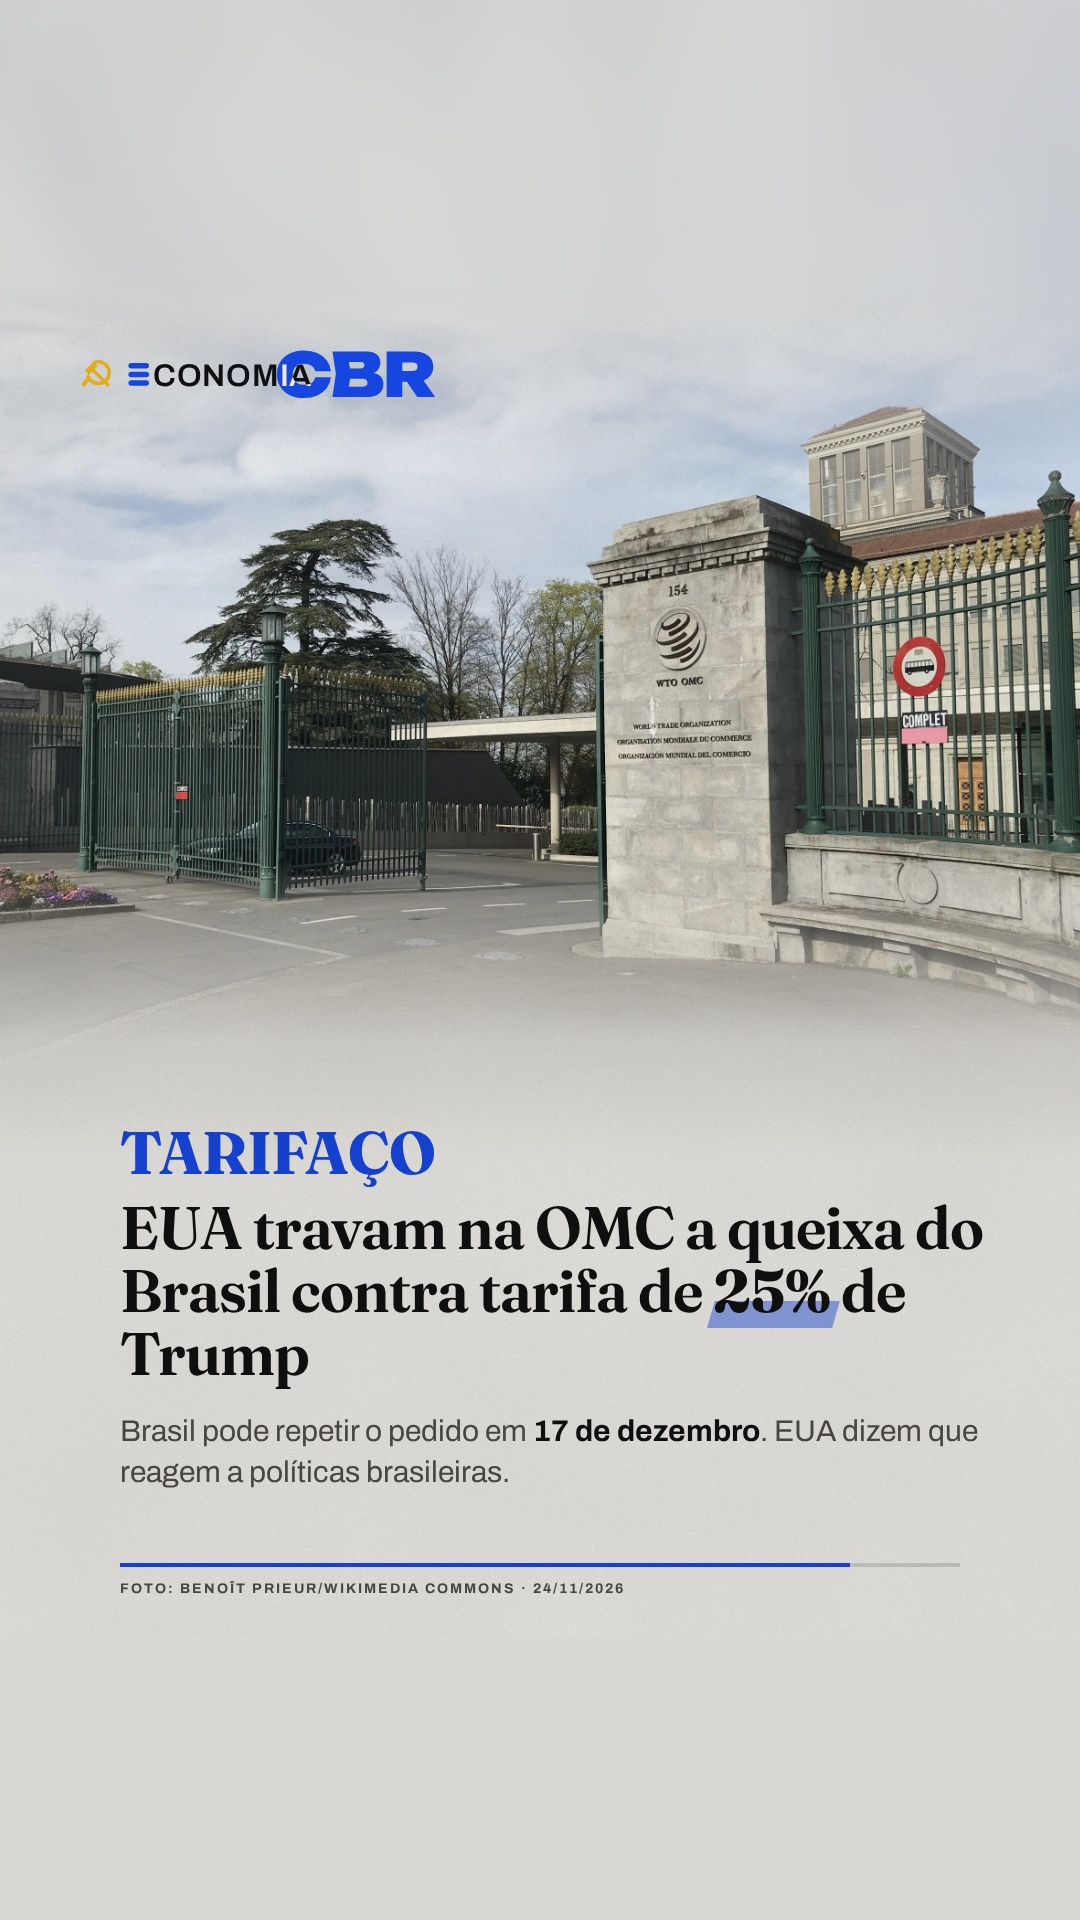 ECONOMIA CBR
154
WTO OMC
WORLD TRADE ORGANIZATION
ORGANISATION MONDIALE DU COMMERCE
ORGANIZACIÓN MUNDIAL DEL COMERCIO
COMPLET
TARIFAÇO
EUA travam na OMC a queixa do
Brasil contra tarifa de 25% de
Trump
Brasil pode repetir o pedido em 17 de dezembro. EUA dizem que
reagem a políticas brasileiras.
FOTO: BENOÎT PRIEUR/WIKIMEDIA COMMONS · 24/11/2026